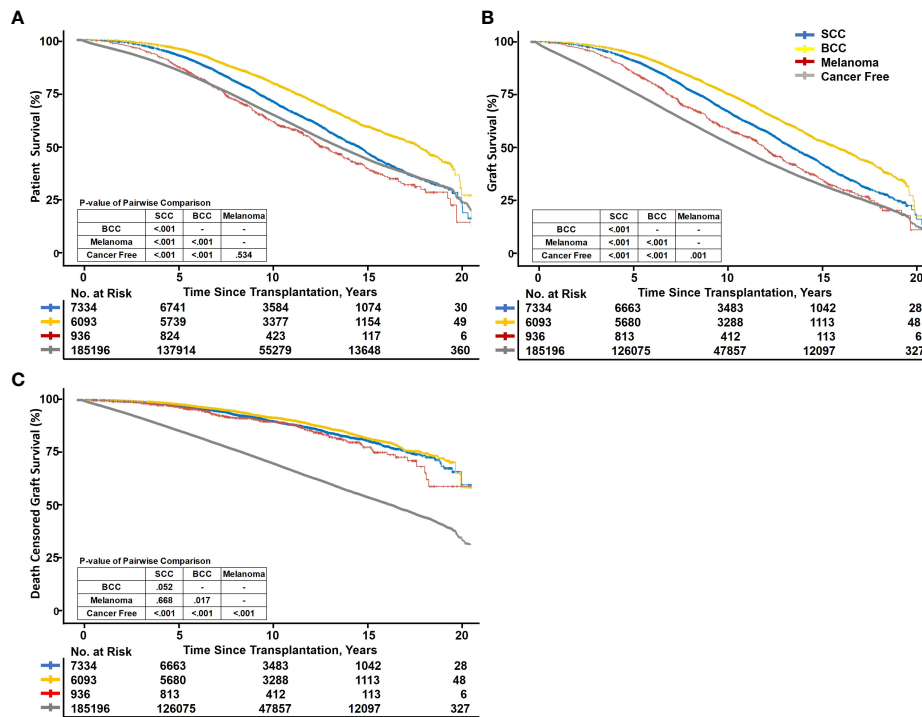 A
100
75
50
25
0
Patient Survival (%)
P-value of Pairwise Comparison
SCC BCC Melanoma
BCC <.001 - -
Melanoma <.001 <.001 -
Cancer Free <.001 <.001 .534
0 5 10 15 20
No. at Risk Time Since Transplantation, Years
7334 6741 3584 1074 30
6093 5739 3377 1154 49
936 824 423 117 6
185196 137914 55279 13648 360
B
SCC
BCC
Melanoma
Cancer Free
100
75
50
25
0
Graft Survival (%)
SCC BCC Melanoma
BCC <.001 - -
Melanoma <.001 <.001 -
Cancer Free <.001 <.001 .001
0 5 10 15 20
No. at Risk Time Since Transplantation, Years
7334 6663 3483 1042 28
6093 5680 3288 1113 48
936 813 412 113 6
185196 126075 47857 12097 327
C
100
75
50
25
0
Death Censored Graft Survival (%)
P-value of Pairwise Comparison
SCC BCC Melanoma
BCC .052 - -
Melanoma .668 .017 -
Cancer Free <.001 <.001 <.001
0 5 10 15 20
No. at Risk Time Since Transplantation, Years
7334 6663 3483 1042 28
6093 5680 3288 1113 48
936 813 412 113 6
185196 126075 47857 12097 327